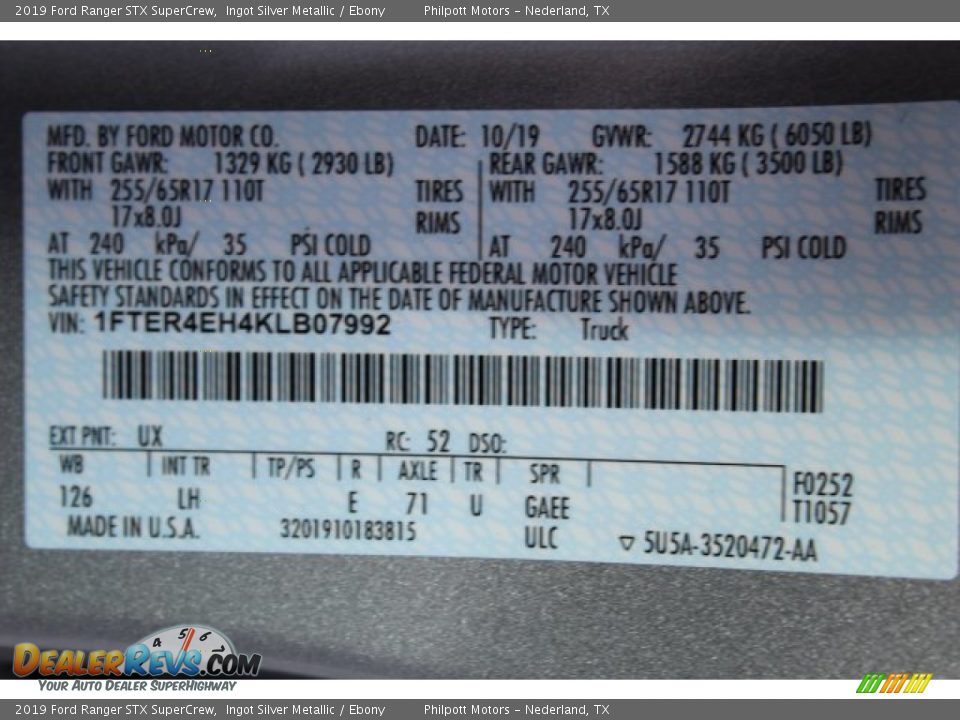 2019 Ford Ranger STX SuperCrew, Ingot Silver Metallic / Ebony Philpott Motors - Nederland, TX
MFD. BY FORD MOTOR CO. DATE: 10/19 GVWR: 2744 KG ( 6050 LB)
FRONT GAWR: 1329 KG ( 2930 LB) REAR GAWR: 1588 KG ( 3500 LB)
WITH 255/65R17 110T TIRES WITH 255/65R17 110T TIRES
17x8.0J RIMS 17x8.0J RIMS
AT 240 kPa/ 35 PSI COLD AT 240 kPa/ 35 PSI COLD
THIS VEHICLE CONFORMS TO ALL APPLICABLE FEDERAL MOTOR VEHICLE
SAFETY STANDARDS IN EFFECT ON THE DATE OF MANUFACTURE SHOWN ABOVE.
VIN: 1FTER4EH4KLB07992 TYPE: Truck
EXT PNT: UX RC: 52 DSO:
WB INT TR TP/PS R AXLE TR SPR F0252
126 LH E 71 U GAEE T1057
MADE IN U.S.A. 3201910183815 ULC ▽ 5U5A-3520472-AA
4 5 6
DEALERREVS.COM
YOUR AUTO DEALER SUPERHIGHWAY
2019 Ford Ranger STX SuperCrew, Ingot Silver Metallic / Ebony Philpott Motors - Nederland, TX